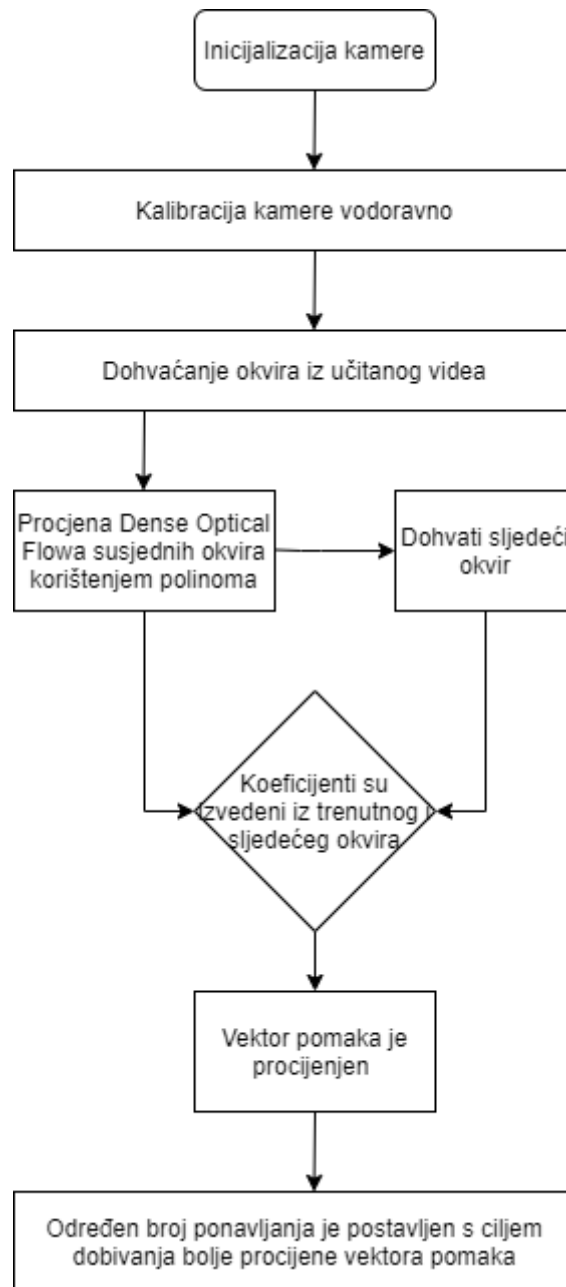 Inicijalizacija kamere
Kalibracija kamere vodoravno
Dohvaćanje okvira iz učitanog videa
Procjena Dense Optical
Flowa susjednih okvira
korištenjem polinoma
Dohvati sljedeći
okvir
Koeficijenti su
izvedeni iz trenutnog i
sljedećeg okvira
Vektor pomaka je
procijenjen
Određen broj ponavljanja je postavljen s ciljem
dobivanja bolje procijene vektora pomaka